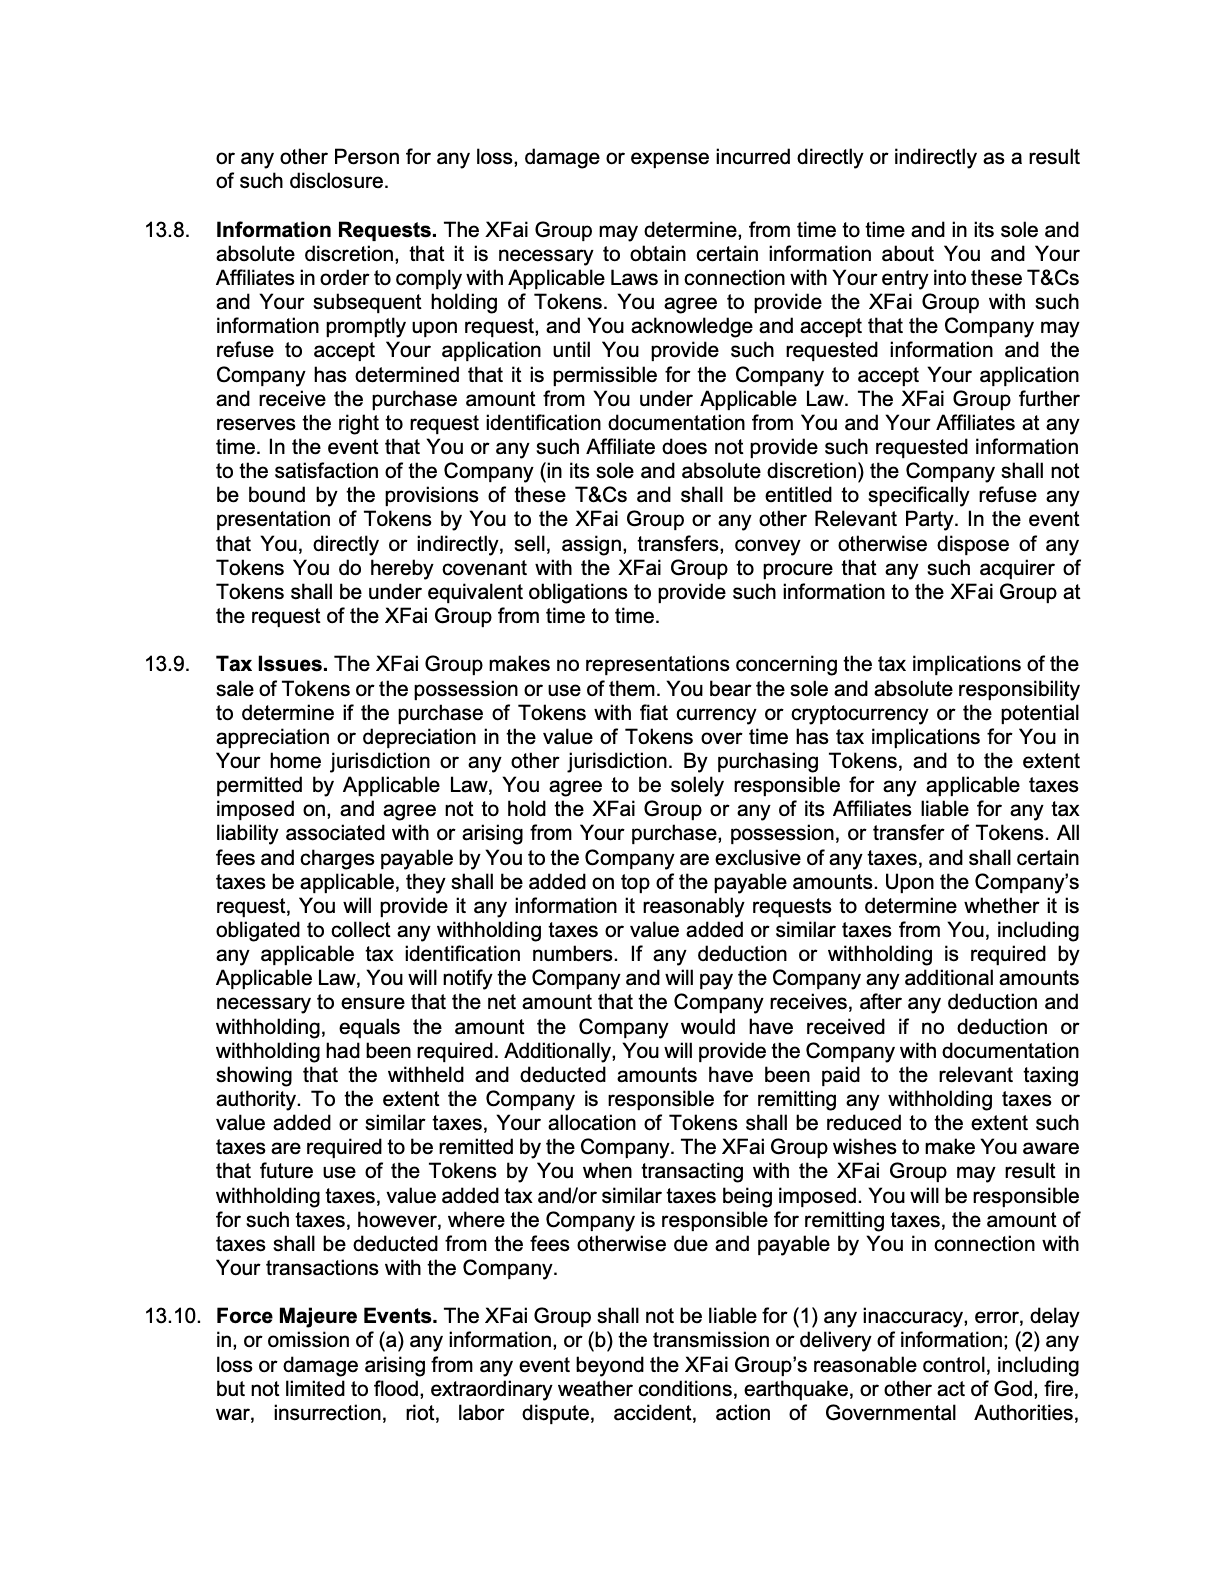 or any other Person for any loss, damage or expense incurred directly or indirectly as a result
of such disclosure.
13.8. Information Requests. The XFai Group may determine, from time to time and in its sole and
absolute discretion, that it is necessary to obtain certain information about You and Your
Affiliates in order to comply with Applicable Laws in connection with Your entry into these T&Cs
and Your subsequent holding of Tokens. You agree to provide the XFai Group with such
information promptly upon request, and You acknowledge and accept that the Company may
refuse to accept Your application until You provide such requested information and the
Company has determined that it is permissible for the Company to accept Your application
and receive the purchase amount from You under Applicable Law. The XFai Group further
reserves the right to request identification documentation from You and Your Affiliates at any
time. In the event that You or any such Affiliate does not provide such requested information
to the satisfaction of the Company (in its sole and absolute discretion) the Company shall not
be bound by the provisions of these T&Cs and shall be entitled to specifically refuse any
presentation of Tokens by You to the XFai Group or any other Relevant Party. In the event
that You, directly or indirectly, sell, assign, transfers, convey or otherwise dispose of any
Tokens You do hereby covenant with the XFai Group to procure that any such acquirer of
Tokens shall be under equivalent obligations to provide such information to the XFai Group at
the request of the XFai Group from time to time.
13.9. Tax Issues. The XFai Group makes no representations concerning the tax implications of the
sale of Tokens or the possession or use of them. You bear the sole and absolute responsibility
to determine if the purchase of Tokens with fiat currency or cryptocurrency or the potential
appreciation or depreciation in the value of Tokens over time has tax implications for You in
Your home jurisdiction or any other jurisdiction. By purchasing Tokens, and to the extent
permitted by Applicable Law, You agree to be solely responsible for any applicable taxes
imposed on, and agree not to hold the XFai Group or any of its Affiliates liable for any tax
liability associated with or arising from Your purchase, possession, or transfer of Tokens. All
fees and charges payable by You to the Company are exclusive of any taxes, and shall certain
taxes be applicable, they shall be added on top of the payable amounts. Upon the Company’s
request, You will provide it any information it reasonably requests to determine whether it is
obligated to collect any withholding taxes or value added or similar taxes from You, including
any applicable tax identification numbers. If any deduction or withholding is required by
Applicable Law, You will notify the Company and will pay the Company any additional amounts
necessary to ensure that the net amount that the Company receives, after any deduction and
withholding, equals the amount the Company would have received if no deduction or
withholding had been required. Additionally, You will provide the Company with documentation
showing that the withheld and deducted amounts have been paid to the relevant taxing
authority. To the extent the Company is responsible for remitting any withholding taxes or
value added or similar taxes, Your allocation of Tokens shall be reduced to the extent such
taxes are required to be remitted by the Company. The XFai Group wishes to make You aware
that future use of the Tokens by You when transacting with the XFai Group may result in
withholding taxes, value added tax and/or similar taxes being imposed. You will be responsible
for such taxes, however, where the Company is responsible for remitting taxes, the amount of
taxes shall be deducted from the fees otherwise due and payable by You in connection with
Your transactions with the Company.
13.10. Force Majeure Events. The XFai Group shall not be liable for (1) any inaccuracy, error, delay
in, or omission of (a) any information, or (b) the transmission or delivery of information; (2) any
loss or damage arising from any event beyond the XFai Group’s reasonable control, including
but not limited to flood, extraordinary weather conditions, earthquake, or other act of God, fire,
war, insurrection, riot, labor dispute, accident, action of Governmental Authorities,